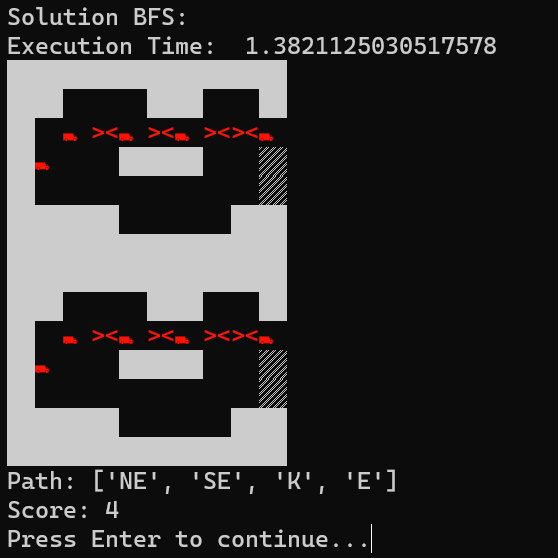 Solution BFS:
Execution Time:  1.3821125030517578
>< >< ><><
>< >< ><><
Path: ['NE', 'SE', 'K', 'E']
Score: 4
Press Enter to continue...